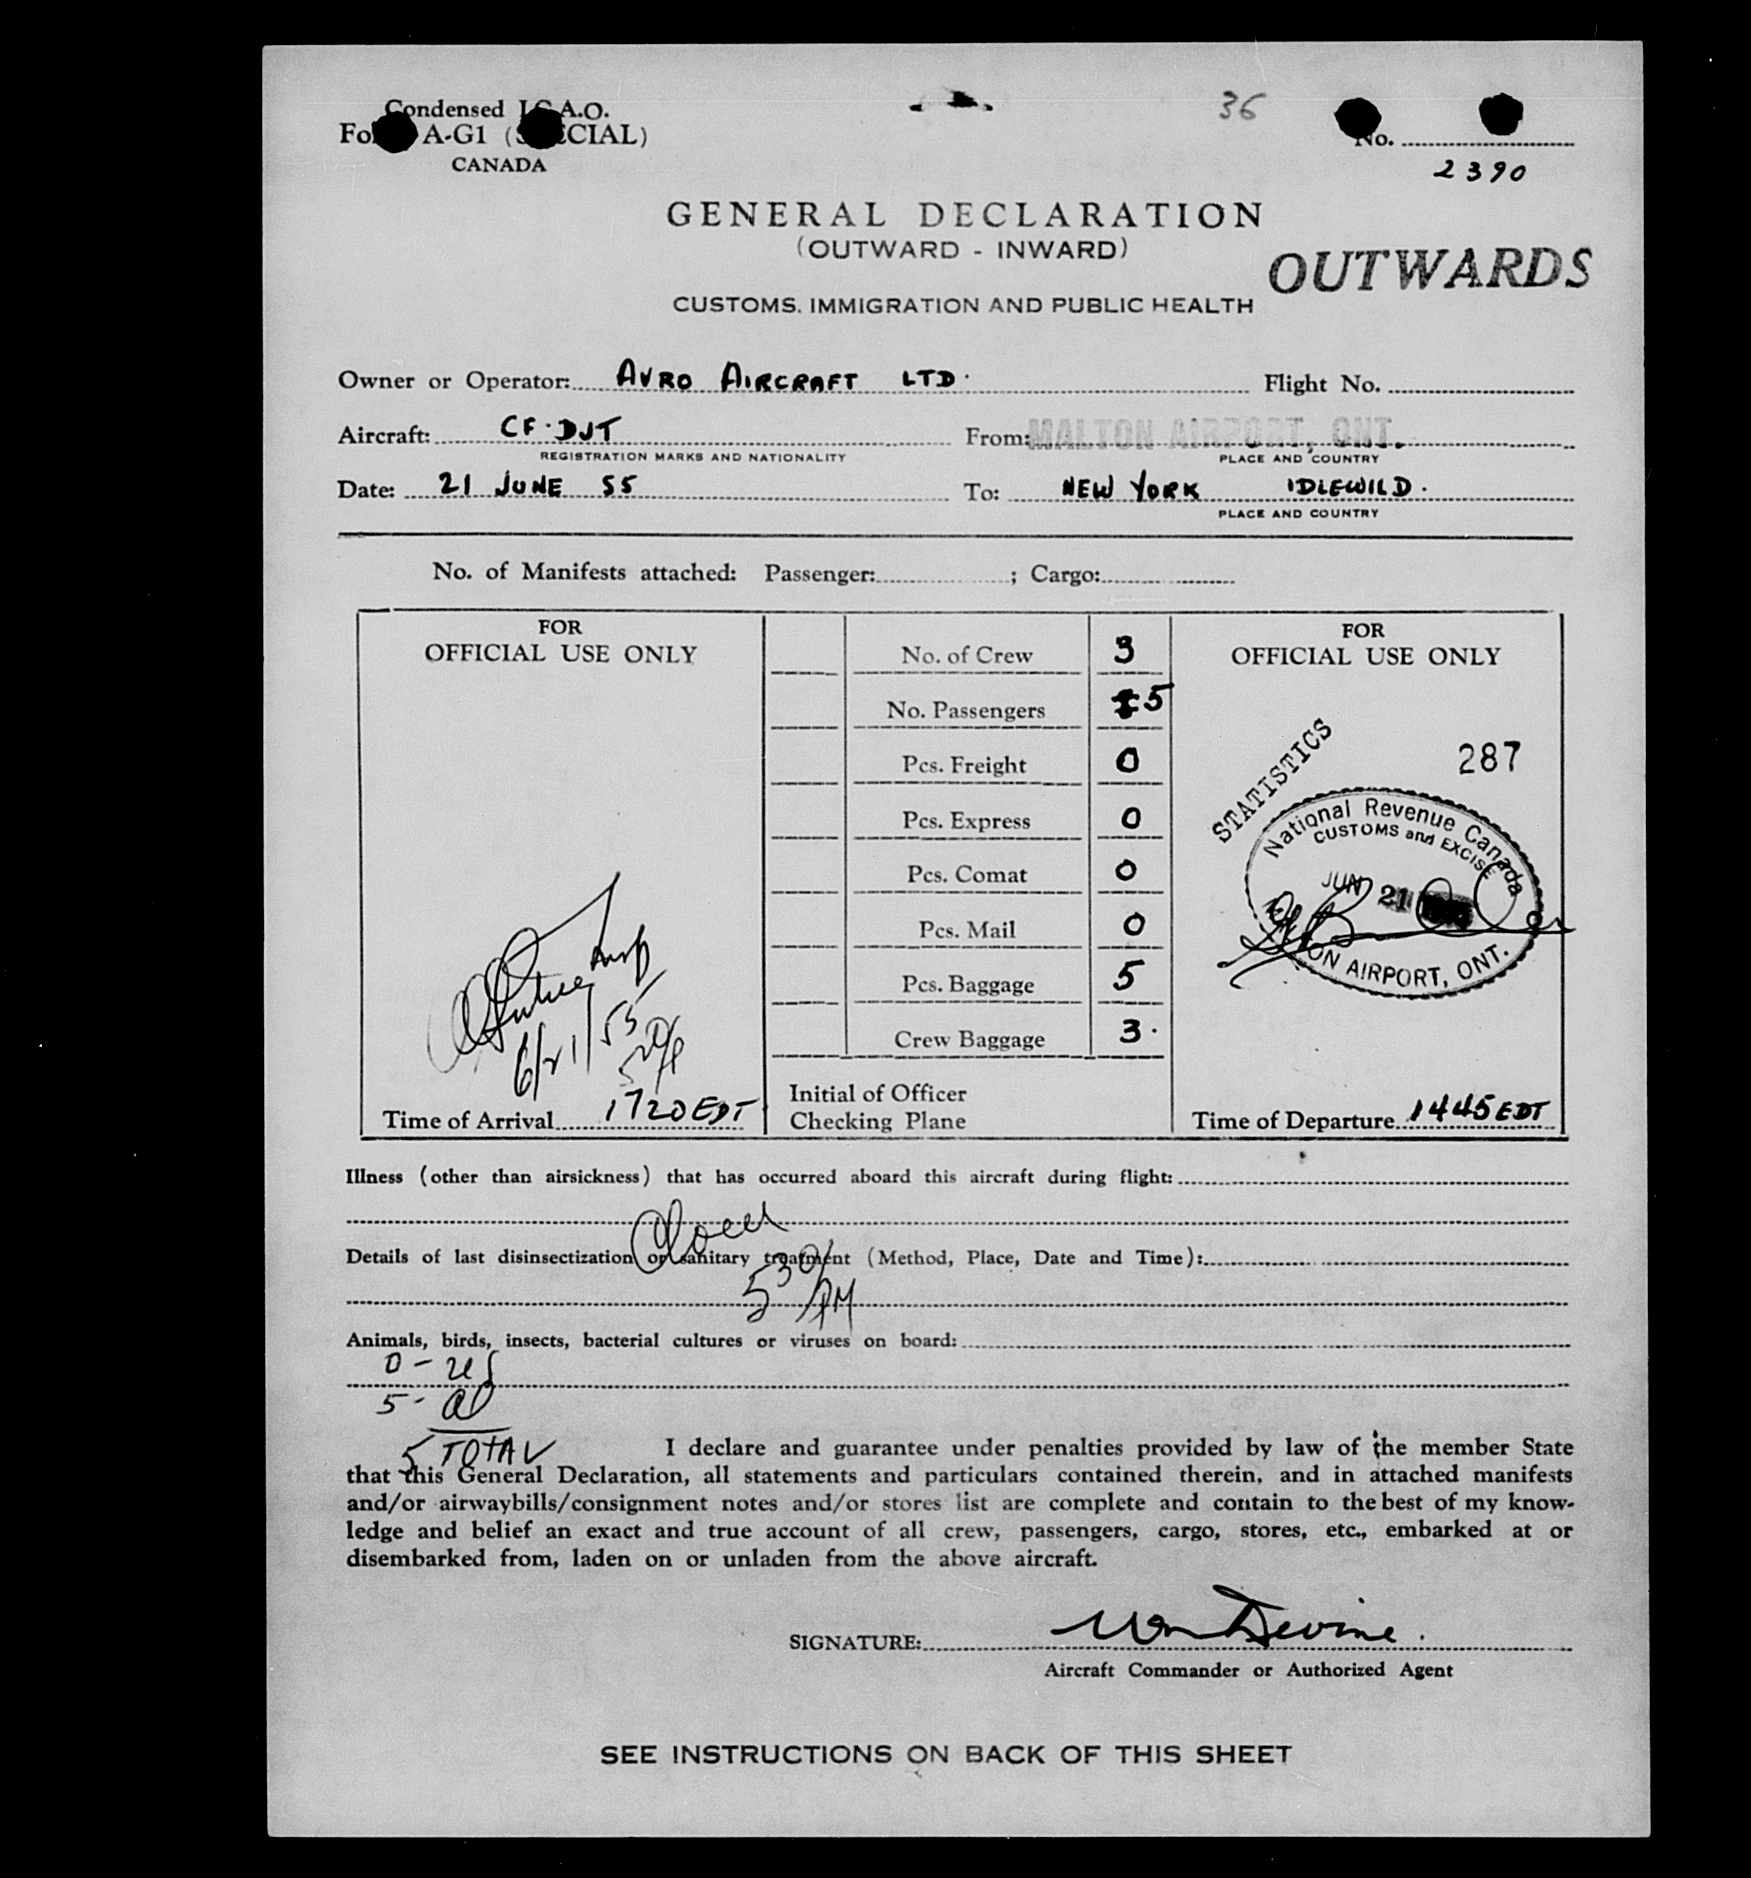 Condensed I.C.A.O.
36
A-G1
No.
CANADA
2390
GENERAL DECLARATION
(OUTWARD - INWARD)
OUTWARDS
CUSTOMS, IMMIGRATION AND PUBLIC HEALTH
Owner or Operator: AVRO AIRCRAFT LTD. Flight No.
Aircraft: CF-DJT From: MALTON AIRPORT, ONT.
REGISTRATION MARKS AND NATIONALITY PLACE AND COUNTRY
Date: 21 JUNE 55 To: NEW YORK IDLEWILD.
PLACE AND COUNTRY
No. of Manifests attached: Passenger: ; Cargo:
FOR
OFFICIAL USE ONLY
6/21/55
Time of Arrival 1720 EDT
No. of Crew 3
No. Passengers 5
Pcs. Freight 0
Pcs. Express 0
Pcs. Comat 0
Pcs. Mail 0
Pcs. Baggage 5
Crew Baggage 3.
Initial of Officer
Checking Plane
FOR
OFFICIAL USE ONLY
STATISTICS
287
National Revenue Canada
CUSTOMS and EXCISE
JUN 21
AIRPORT, ONT.
Time of Departure 1445 EDT
Illness (other than airsickness) that has occurred aboard this aircraft during flight:
Details of last disinsectization or sanitary treatment (Method, Place, Date and Time):
530 PM
Animals, birds, insects, bacterial cultures or viruses on board:
0 -
5 -
5 TOTAL
I declare and guarantee under penalties provided by law of the member State
that this General Declaration, all statements and particulars contained therein, and in attached manifests
and/or airwaybills/consignment notes and/or stores list are complete and contain to the best of my know-
ledge and belief an exact and true account of all crew, passengers, cargo, stores, etc., embarked at or
disembarked from, laden on or unladen from the above aircraft.
SIGNATURE: Devine.
Aircraft Commander or Authorized Agent
SEE INSTRUCTIONS ON BACK OF THIS SHEET